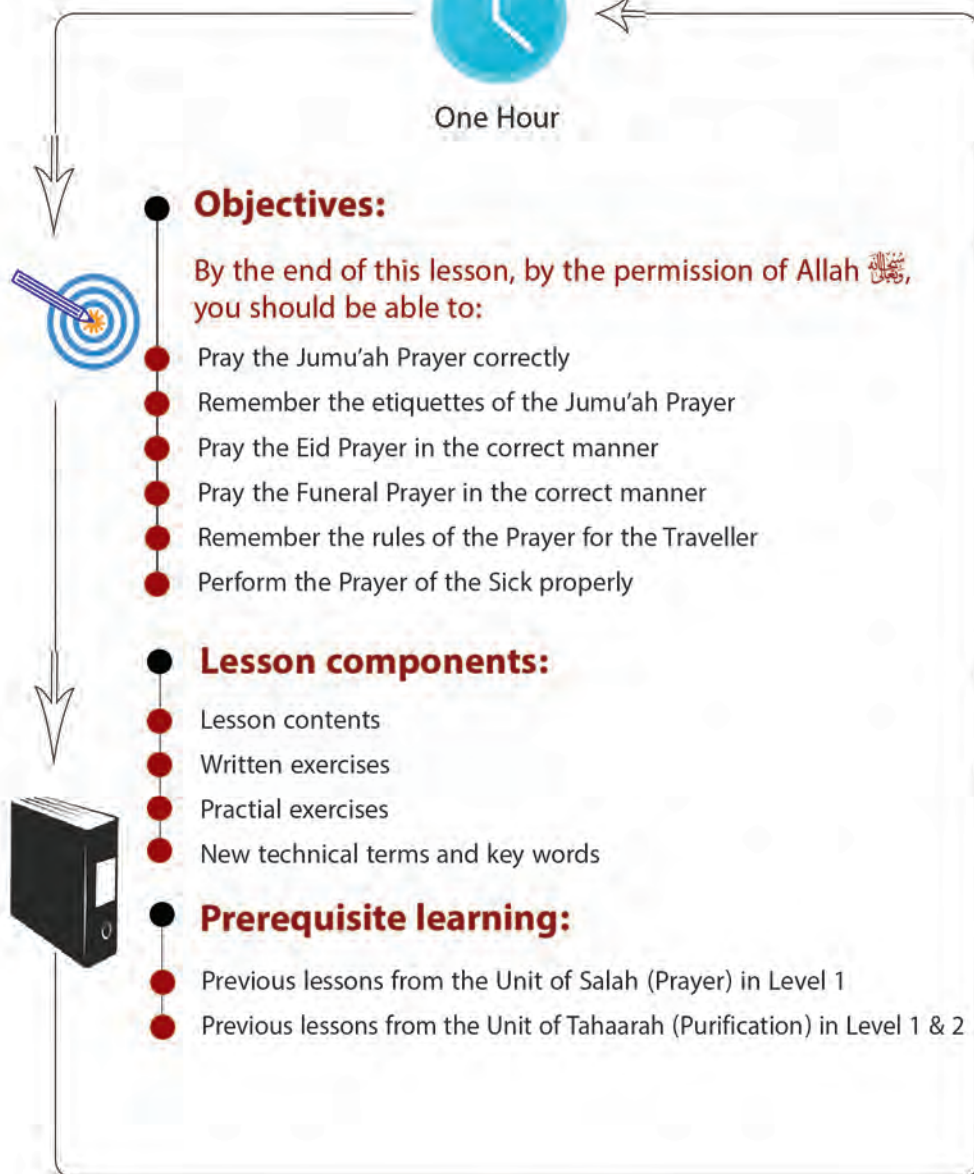 One Hour
Objectives:
By the end of this lesson, by the permission of Allah ,
you should be able to:
Pray the Jumu'ah Prayer correctly
Remember the etiquettes of the Jumu'ah Prayer
Pray the Eid Prayer in the correct manner
Pray the Funeral Prayer in the correct manner
Remember the rules of the Prayer for the Traveller
Perform the Prayer of the Sick properly
Lesson components:
Lesson contents
Written exercises
Practial exercises
New technical terms and key words
Prerequisite learning:
Previous lessons from the Unit of Salah (Prayer) in Level 1
Previous lessons from the Unit of Tahaarah (Purification) in Level 1 & 2